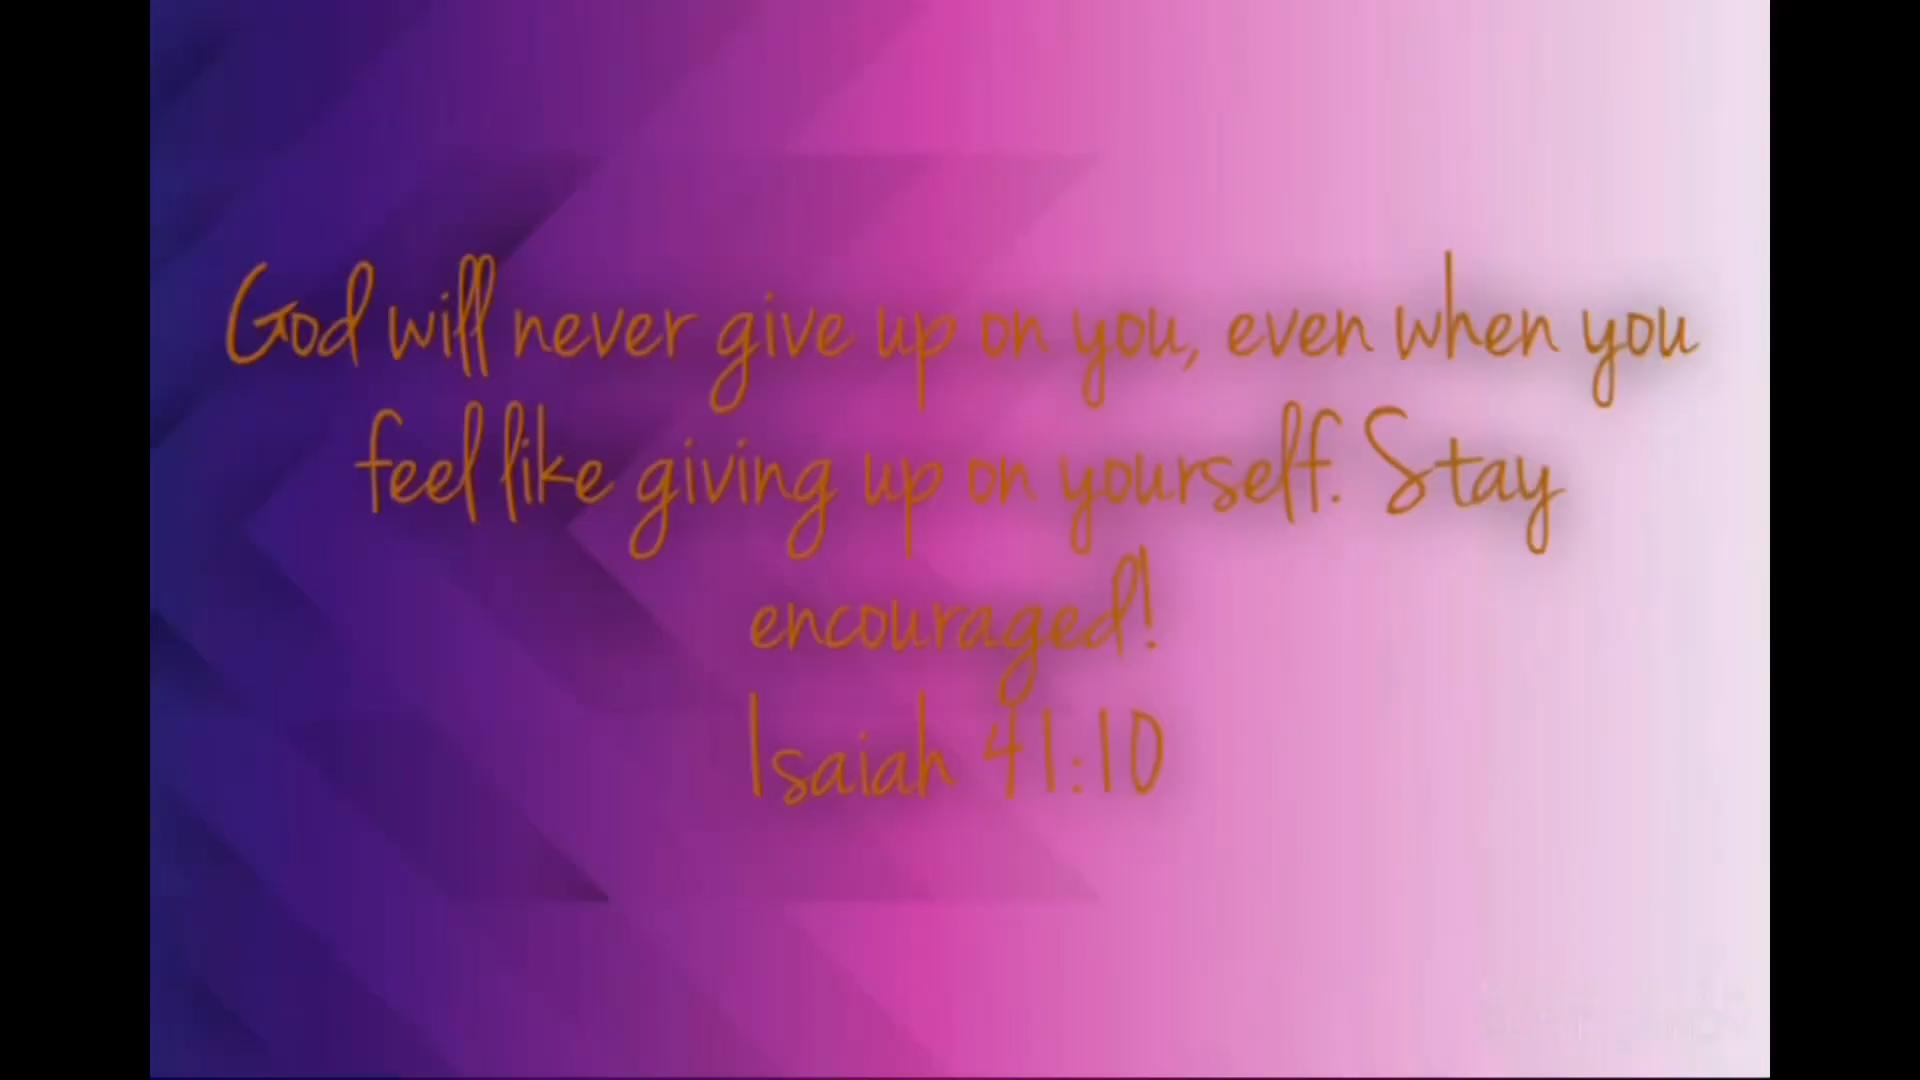 God will never give up on you, even when you
feel like giving up on yourself. Stay
encouraged!
Isaiah 41:10